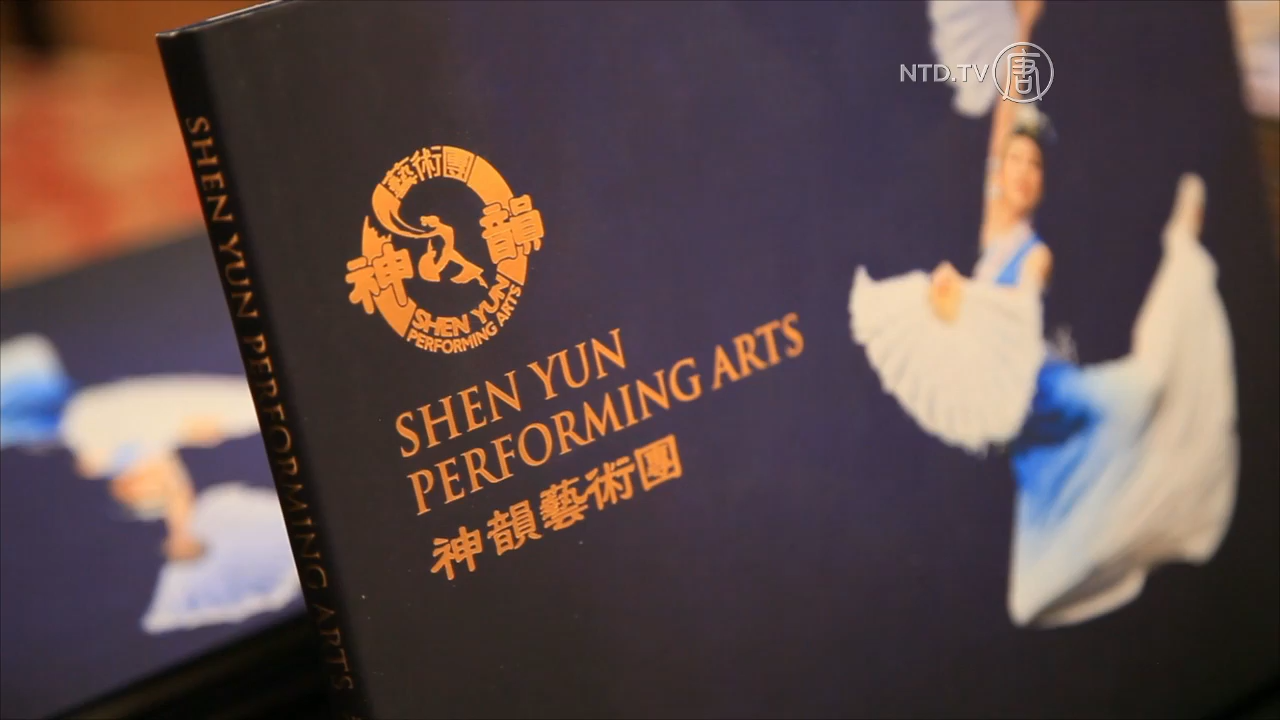 NTD.TV 唐
SHEN YUN PERFORMING ARTS
藝術團
神韻
SHEN YUN
PERFORMING ARTS
SHEN YUN
PERFORMING ARTS
神韻藝術團